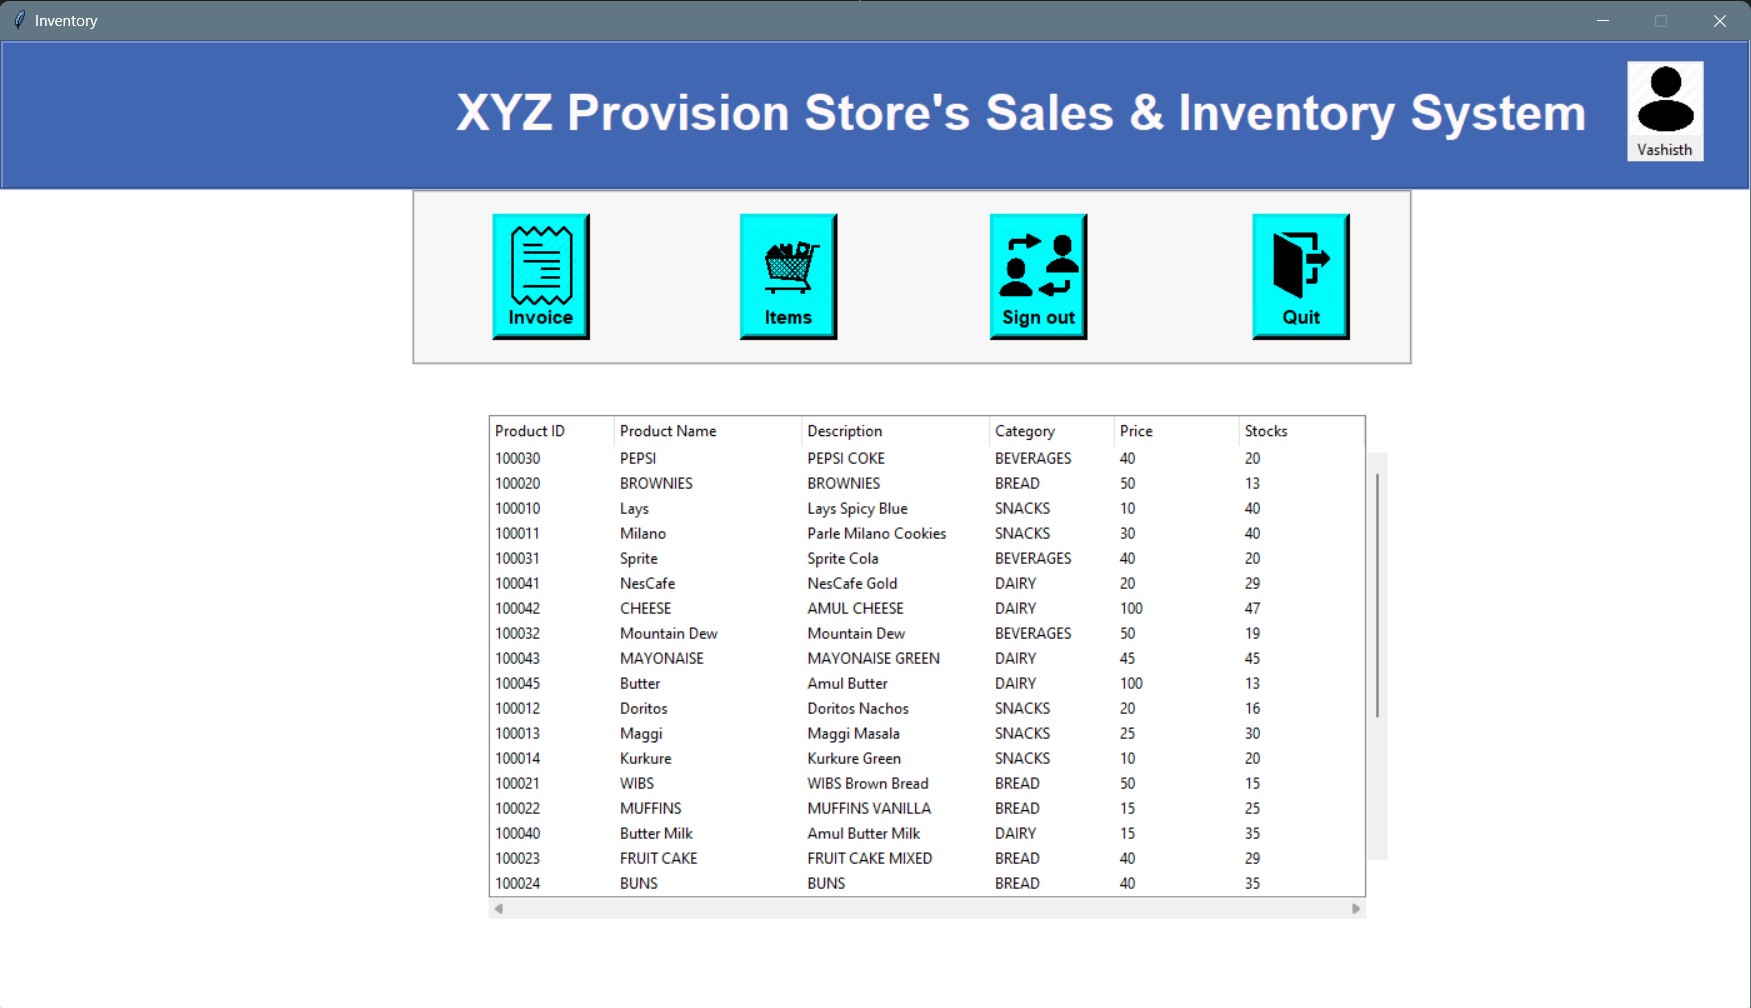 Inventory
XYZ Provision Store's Sales & Inventory System
Vashisth
Invoice Items Sign out Quit
Product ID Product Name Description Category Price Stocks
100030 PEPSI PEPSI COKE BEVERAGES 40 20
100020 BROWNIES BROWNIES BREAD 50 13
100010 Lays Lays Spicy Blue SNACKS 10 40
100011 Milano Parle Milano Cookies SNACKS 30 40
100031 Sprite Sprite Cola BEVERAGES 40 20
100041 NesCafe NesCafe Gold DAIRY 20 29
100042 CHEESE AMUL CHEESE DAIRY 100 47
100032 Mountain Dew Mountain Dew BEVERAGES 50 19
100043 MAYONAISE MAYONAISE GREEN DAIRY 45 45
100045 Butter Amul Butter DAIRY 100 13
100012 Doritos Doritos Nachos SNACKS 20 16
100013 Maggi Maggi Masala SNACKS 25 30
100014 Kurkure Kurkure Green SNACKS 10 20
100021 WIBS WIBS Brown Bread BREAD 50 15
100022 MUFFINS MUFFINS VANILLA BREAD 15 25
100040 Butter Milk Amul Butter Milk DAIRY 15 35
100023 FRUIT CAKE FRUIT CAKE MIXED BREAD 40 29
100024 BUNS BUNS BREAD 40 35